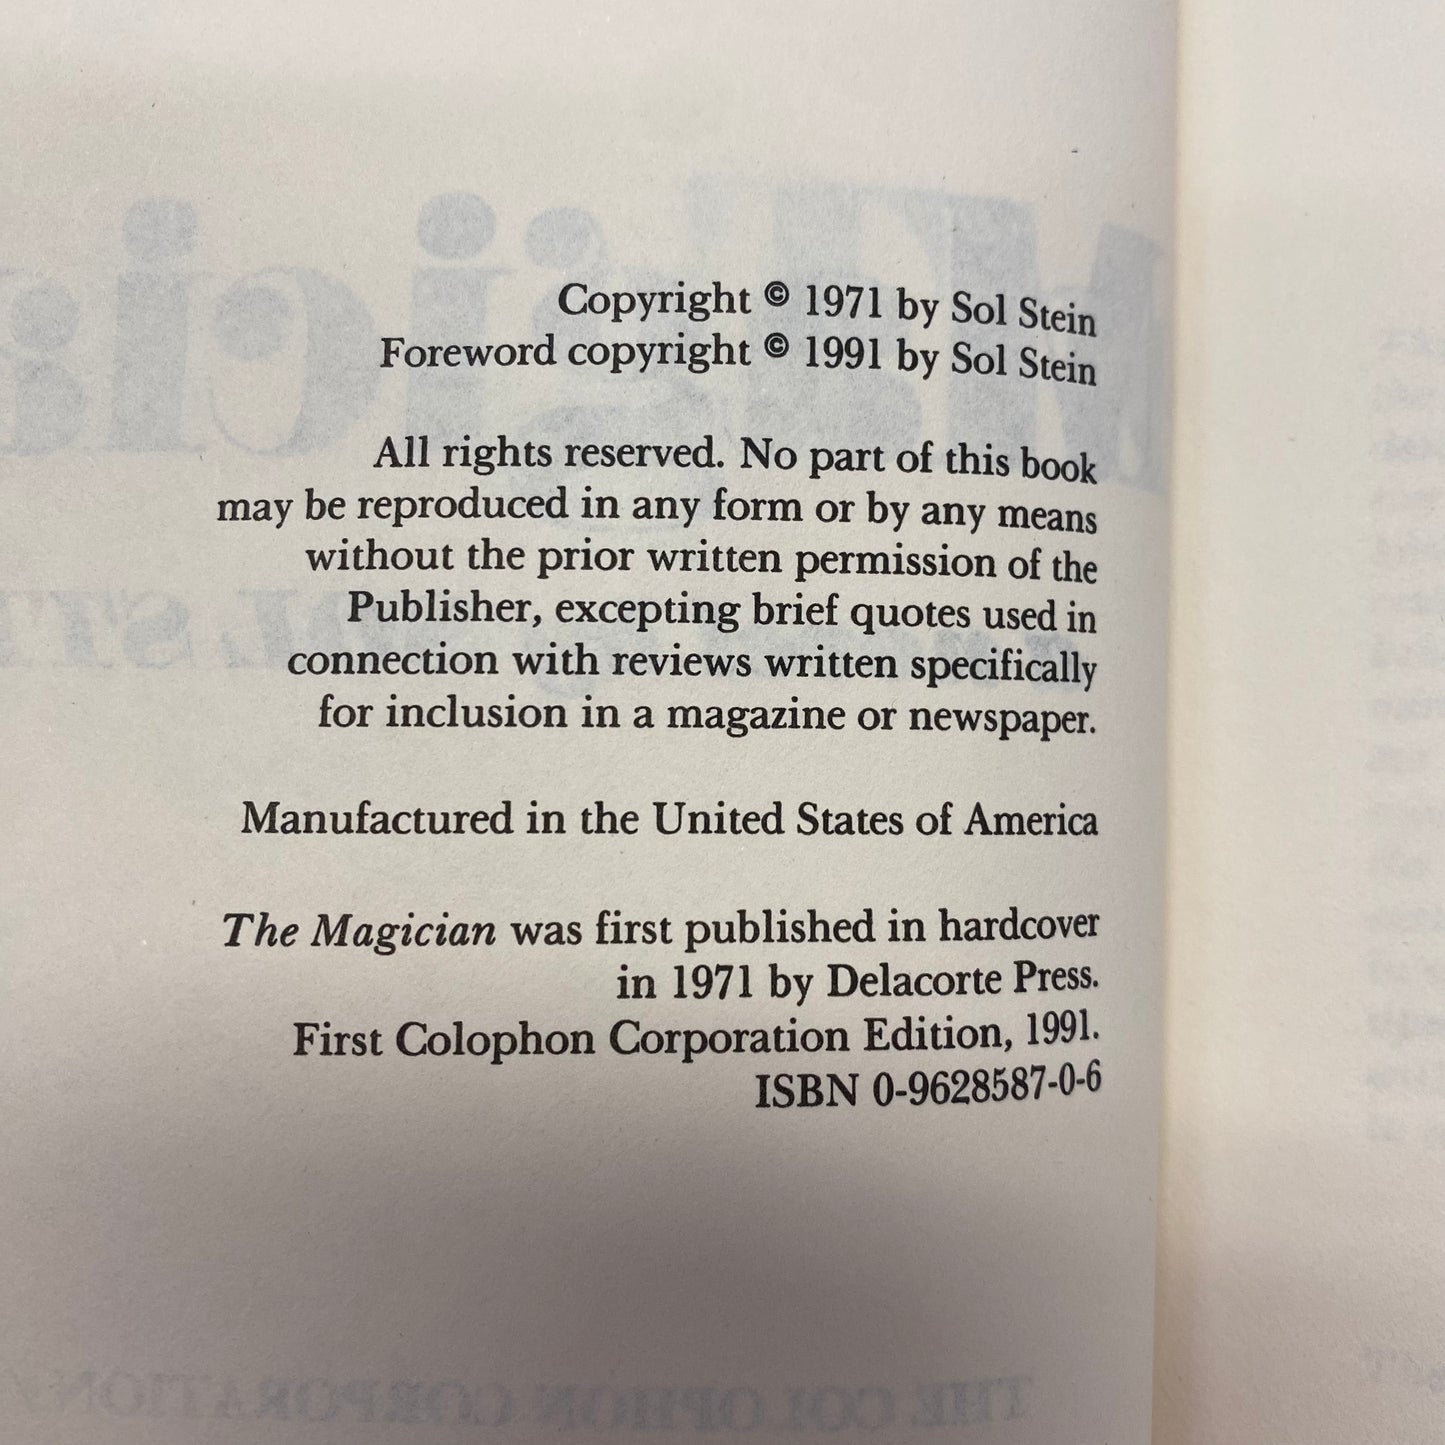 Copyright © 1971 by Sol Stein
Foreword copyright © 1991 by Sol Stein
All rights reserved. No part of this book
may be reproduced in any form or by any means
without the prior written permission of the
Publisher, excepting brief quotes used in
connection with reviews written specifically
for inclusion in a magazine or newspaper.
Manufactured in the United States of America
The Magician was first published in hardcover
in 1971 by Delacorte Press.
First Colophon Corporation Edition, 1991.
ISBN 0-9628587-0-6
THE COLOPHON CORPORATION